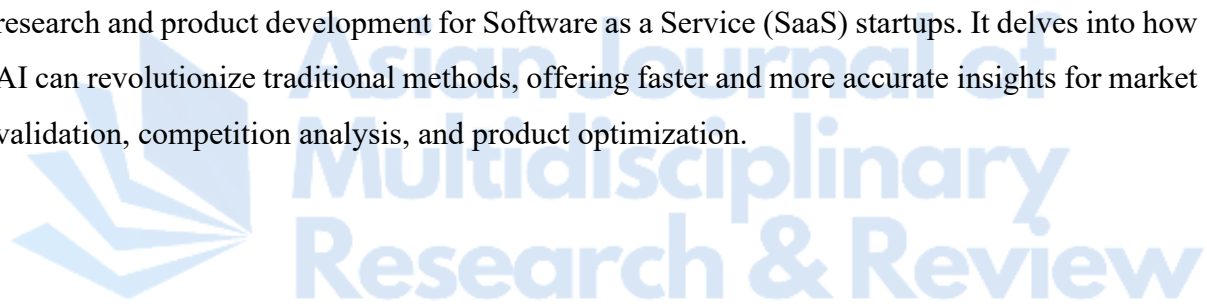 research and product development for Software as a Service (SaaS) startups. It delves into how
AI can revolutionize traditional methods, offering faster and more accurate insights for market
validation, competition analysis, and product optimization.
Asian Journal of
Multidisciplinary
Research & Review